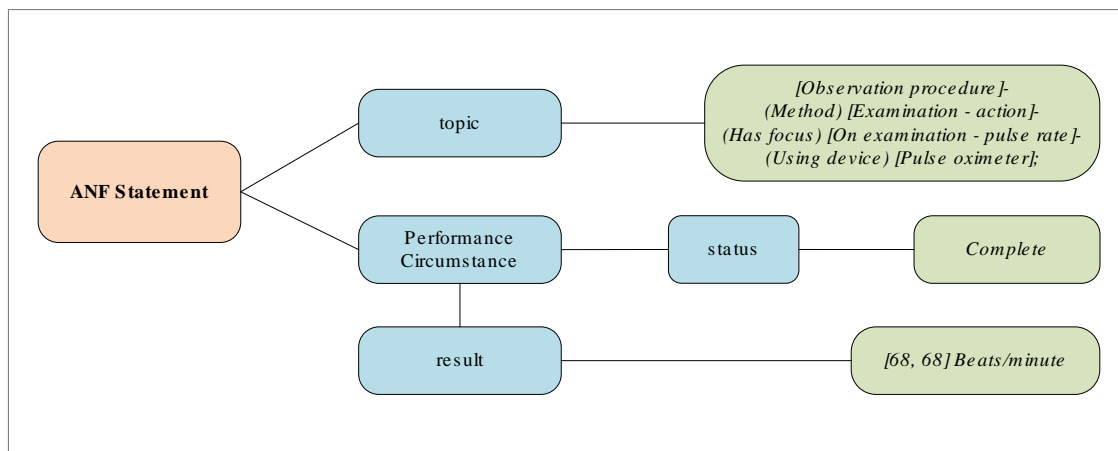 ANF Statement
topic
[Observation procedure]-
(Method) [Examination - action]-
(Has focus) [On examination - pulse rate]-
(Using device) [Pulse oximeter];
Performance
Circumstance
status
Complete
result
[68, 68] Beats/minute